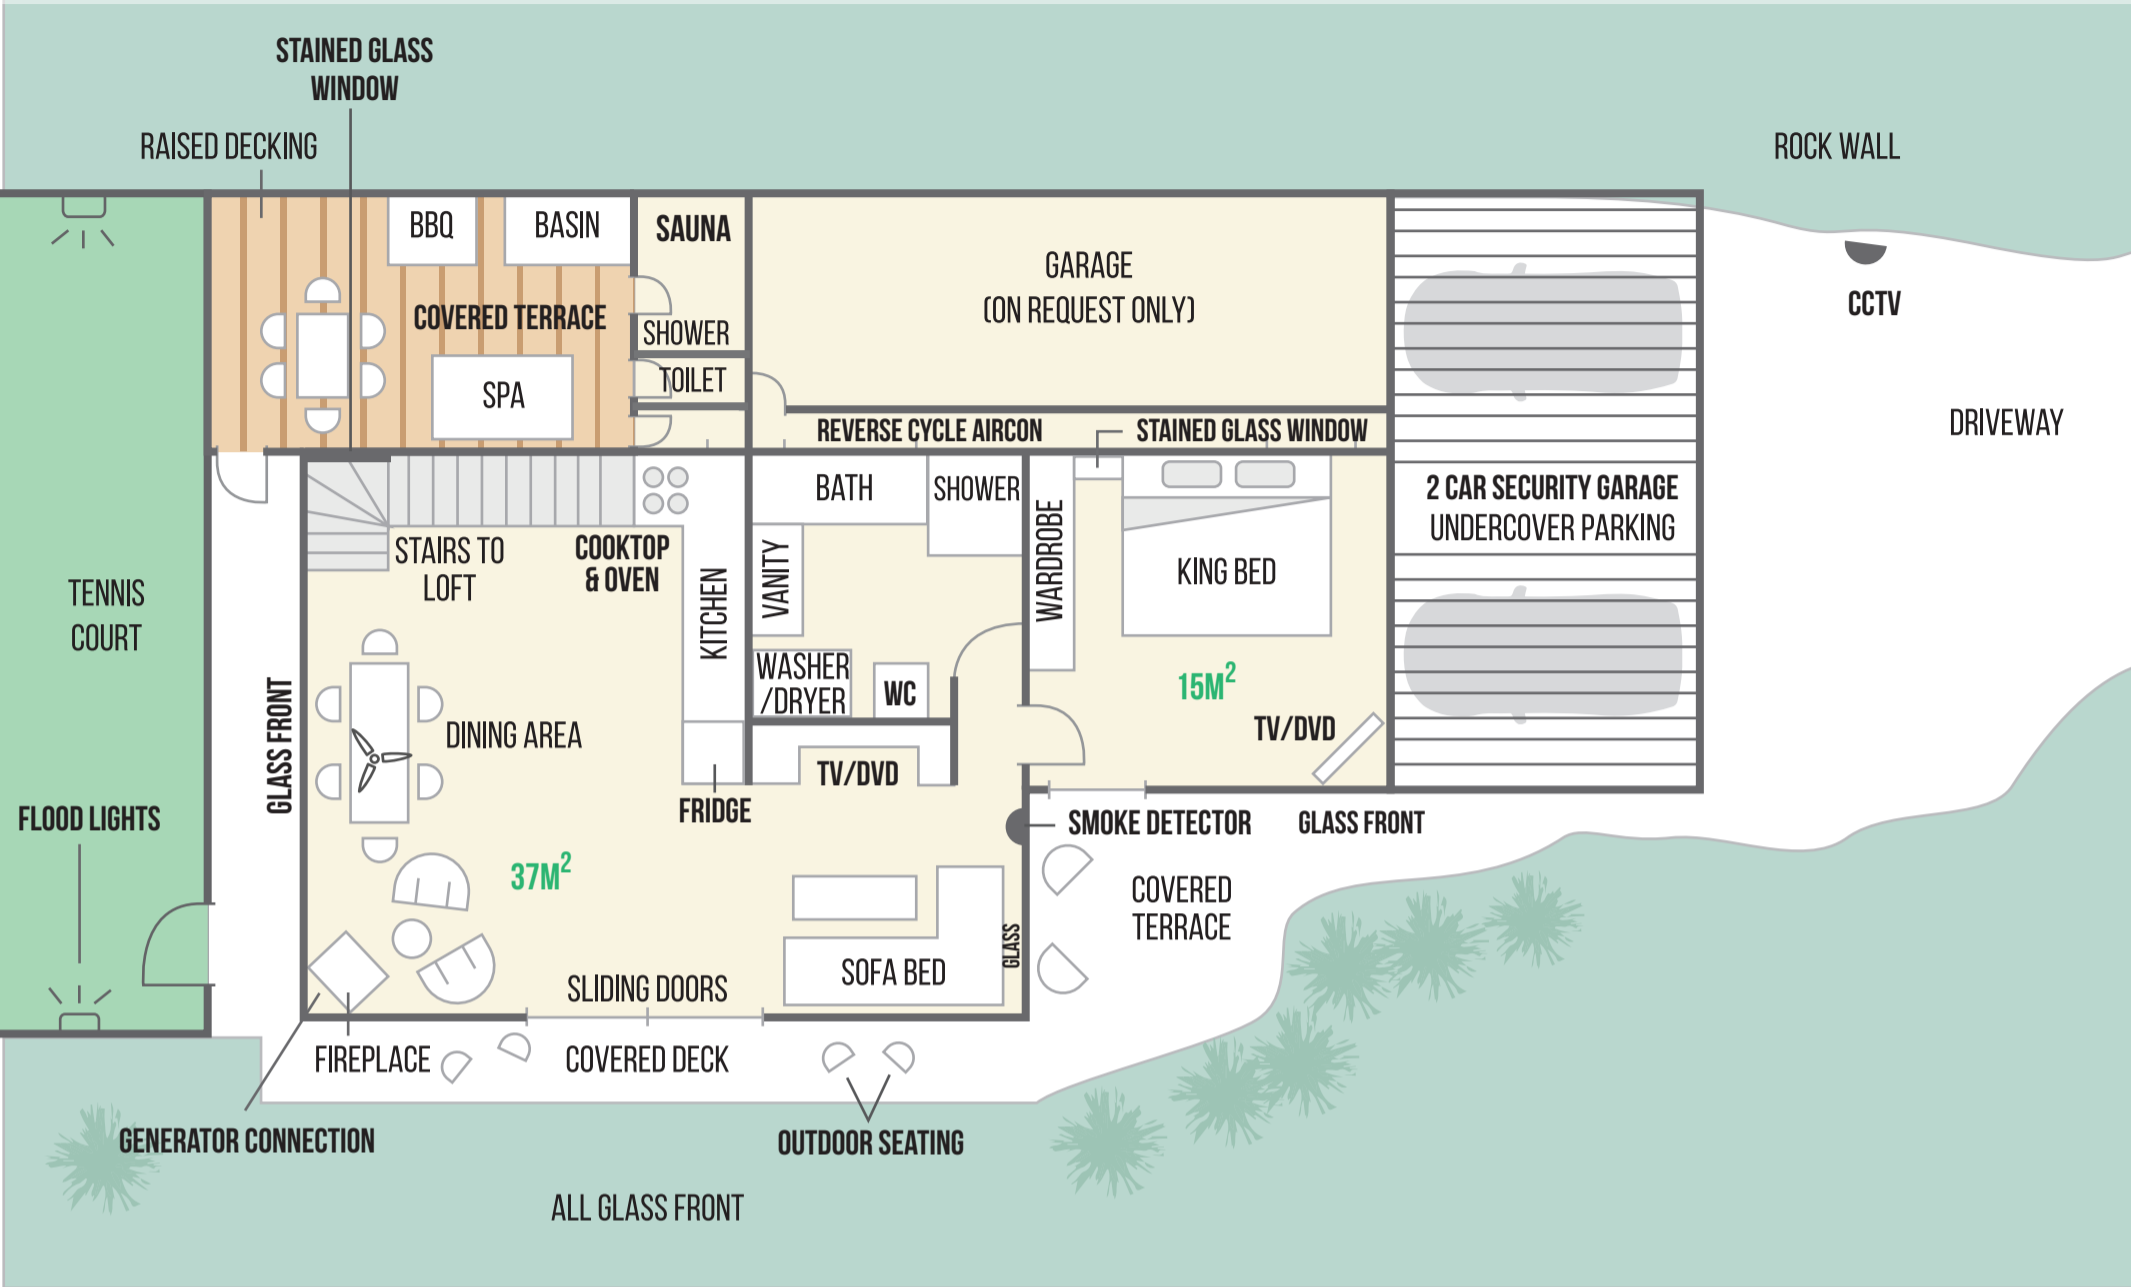 STAINED GLASS
WINDOW
RAISED DECKING
ROCK WALL
BBQ
BASIN
SAUNA
GARAGE
(ON REQUEST ONLY)
CCTV
COVERED TERRACE
SHOWER
TOILET
SPA
DRIVEWAY
REVERSE CYCLE AIRCON
STAINED GLASS WINDOW
BATH
SHOWER
WARDROBE
2 CAR SECURITY GARAGE
UNDERCOVER PARKING
STAIRS TO
LOFT
COOKTOP
& OVEN
KITCHEN
VANITY
KING BED
TENNIS
COURT
WASHER
/DRYER
WC
15M²
GLASS FRONT
DINING AREA
TV/DVD
TV/DVD
FRIDGE
FLOOD LIGHTS
SMOKE DETECTOR
GLASS FRONT
37M²
COVERED
TERRACE
GLASS
SOFA BED
SLIDING DOORS
FIREPLACE
COVERED DECK
GENERATOR CONNECTION
OUTDOOR SEATING
ALL GLASS FRONT